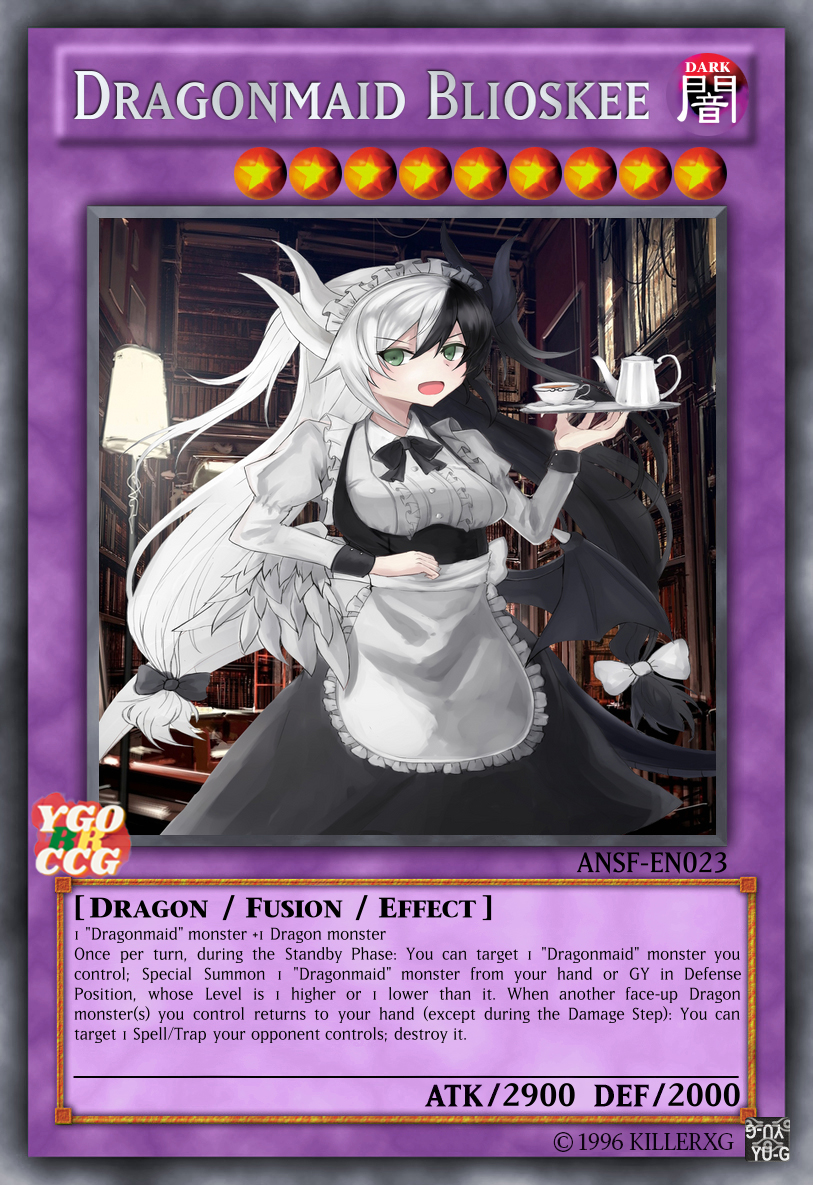 Dragonmaid Blioskee
DARK
闇
YGO
RR
CCG
ANSF-EN023
[ Dragon / Fusion / Effect ]
1 "Dragonmaid" monster +1 Dragon monster
Once per turn, during the Standby Phase: You can target 1 "Dragonmaid" monster you
control; Special Summon 1 "Dragonmaid" monster from your hand or GY in Defense
Position, whose Level is 1 higher or 1 lower than it. When another face-up Dragon
monster(s) you control returns to your hand (except during the Damage Step): You can
target 1 Spell/Trap your opponent controls; destroy it.
ATK/2900 DEF/2000
© 1996 KILLERXG
YU-G
YU-G